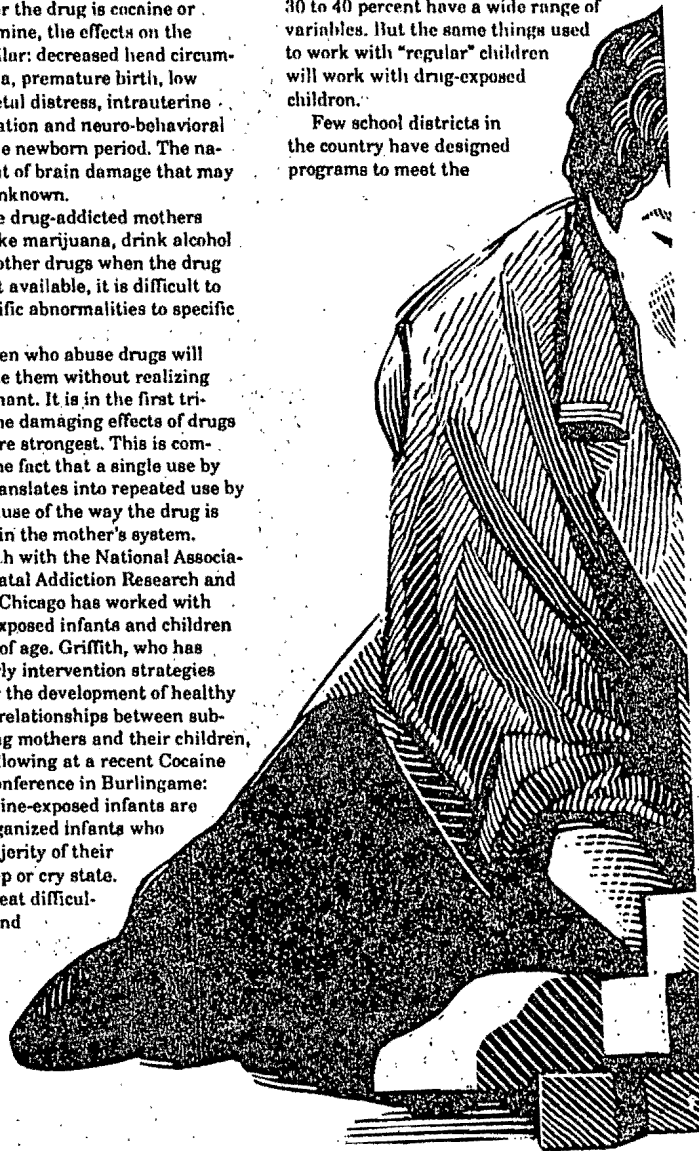 r the drug is cocaine or
mine, the effects on the
ilar: decreased head circum-
a, premature birth, low
etal distress, intrauterine
ation and neuro-behavioral
e newborn period. The na-
t of brain damage that may
nknown.
e drug-addicted mothers
ke marijuana, drink alcohol
other drugs when the drug
t available, it is difficult to
ific abnormalities to specific
en who abuse drugs will
e them without realizing
nant. It is in the first tri-
he damaging effects of drugs
re strongest. This is com-
he fact that a single use by
ranslates into repeated use by
use of the way the drug is
in the mother's system.
h with the National Associa-
atal Addiction Research and
Chicago has worked with
xposed infants and children
of age. Griffith, who has
rly intervention strategies
r the development of healthy
relationships between sub-
ng mothers and their children,
llowing at a recent Cocaine
onference in Burlingame:
ine-exposed infants are
ganized infants who
jority of their
p or cry state.
eat difficul-
nd
30 to 40 percent have a wide range of
variables. But the same things used
to work with "regular" children
will work with drug-exposed
children."
Few school districts in
the country have designed
programs to meet the